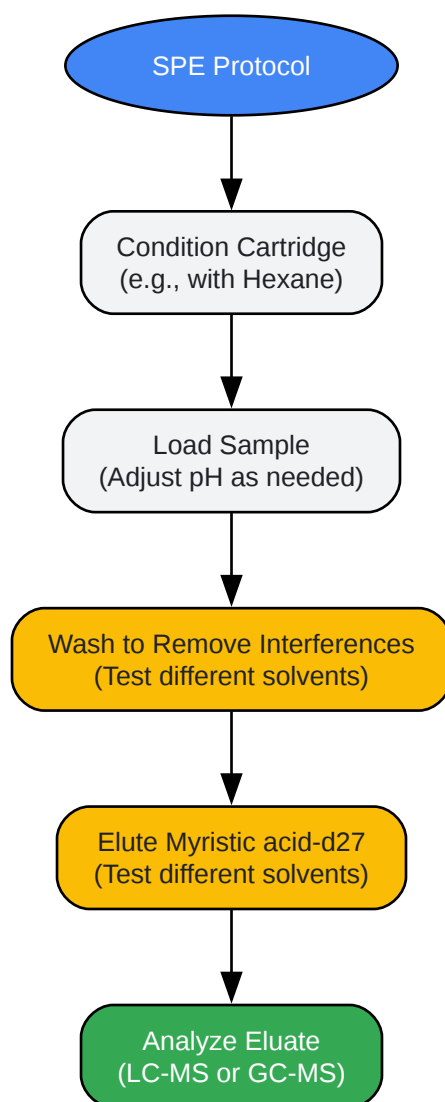 SPE Protocol
Condition Cartridge
(e.g., with Hexane)
Load Sample
(Adjust pH as needed)
Wash to Remove Interferences
(Test different solvents)
Elute Myristic acid-d27
(Test different solvents)
Analyze Eluate
(LC-MS or GC-MS)